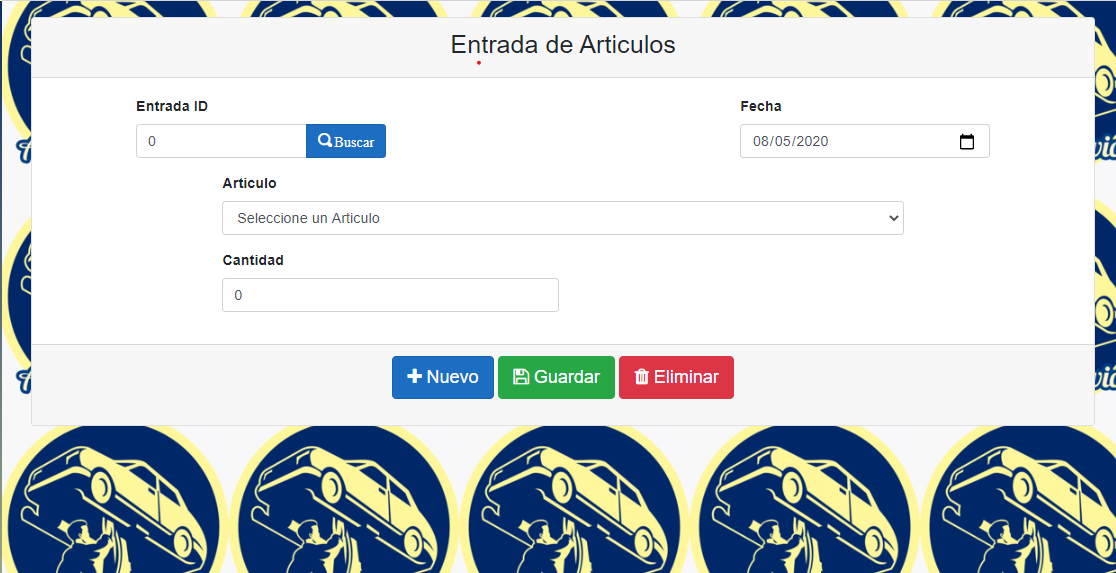 Entrada de Articulos
Entrada ID
Fecha
0
Buscar
08/05/2020
Articulo
Seleccione un Articulo
Cantidad
0
Nuevo
Guardar
Eliminar